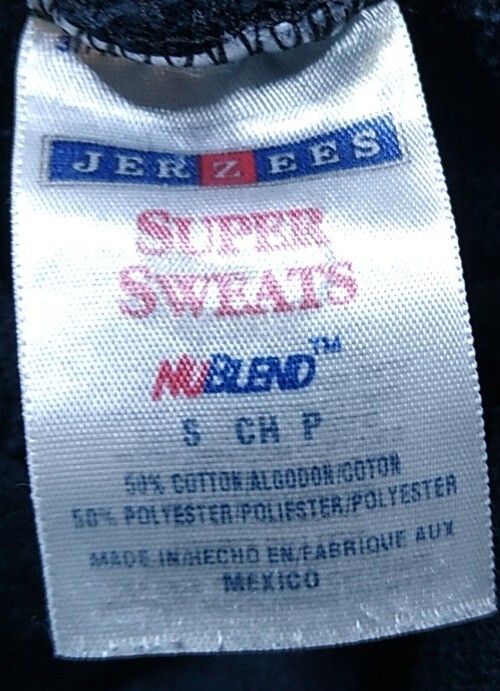 JERZEES
SUPER
SWEATS
NUBLEND™
S CH P
50% COTTON/ALGODON/COTON
50% POLYESTER/POLIESTER/POLYESTER
MADE IN/HECHO EN/FABRIQUE AUX
MEXICO